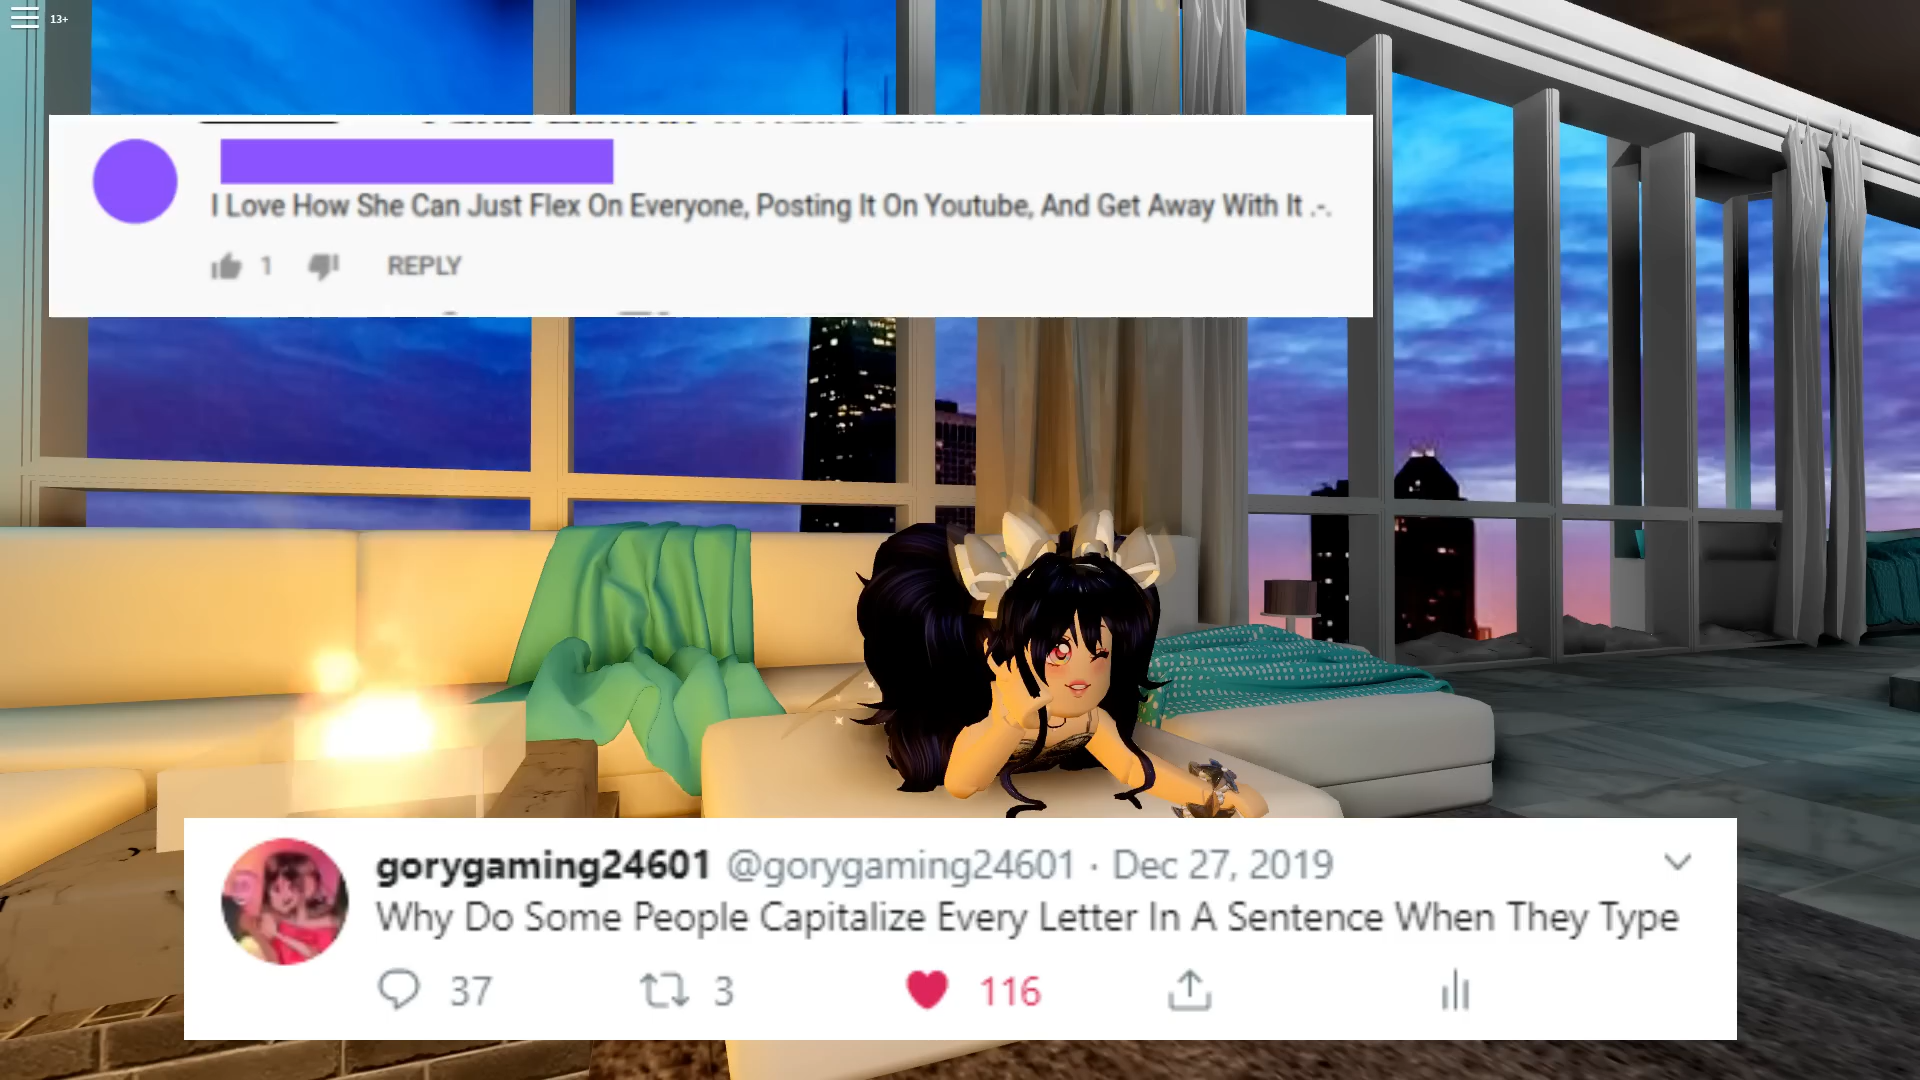 13+
I Love How She Can Just Flex On Everyone, Posting It On Youtube, And Get Away With It .-.
1 REPLY
gorygaming24601 @gorygaming24601 · Dec 27, 2019
Why Do Some People Capitalize Every Letter In A Sentence When They Type
37 3 116